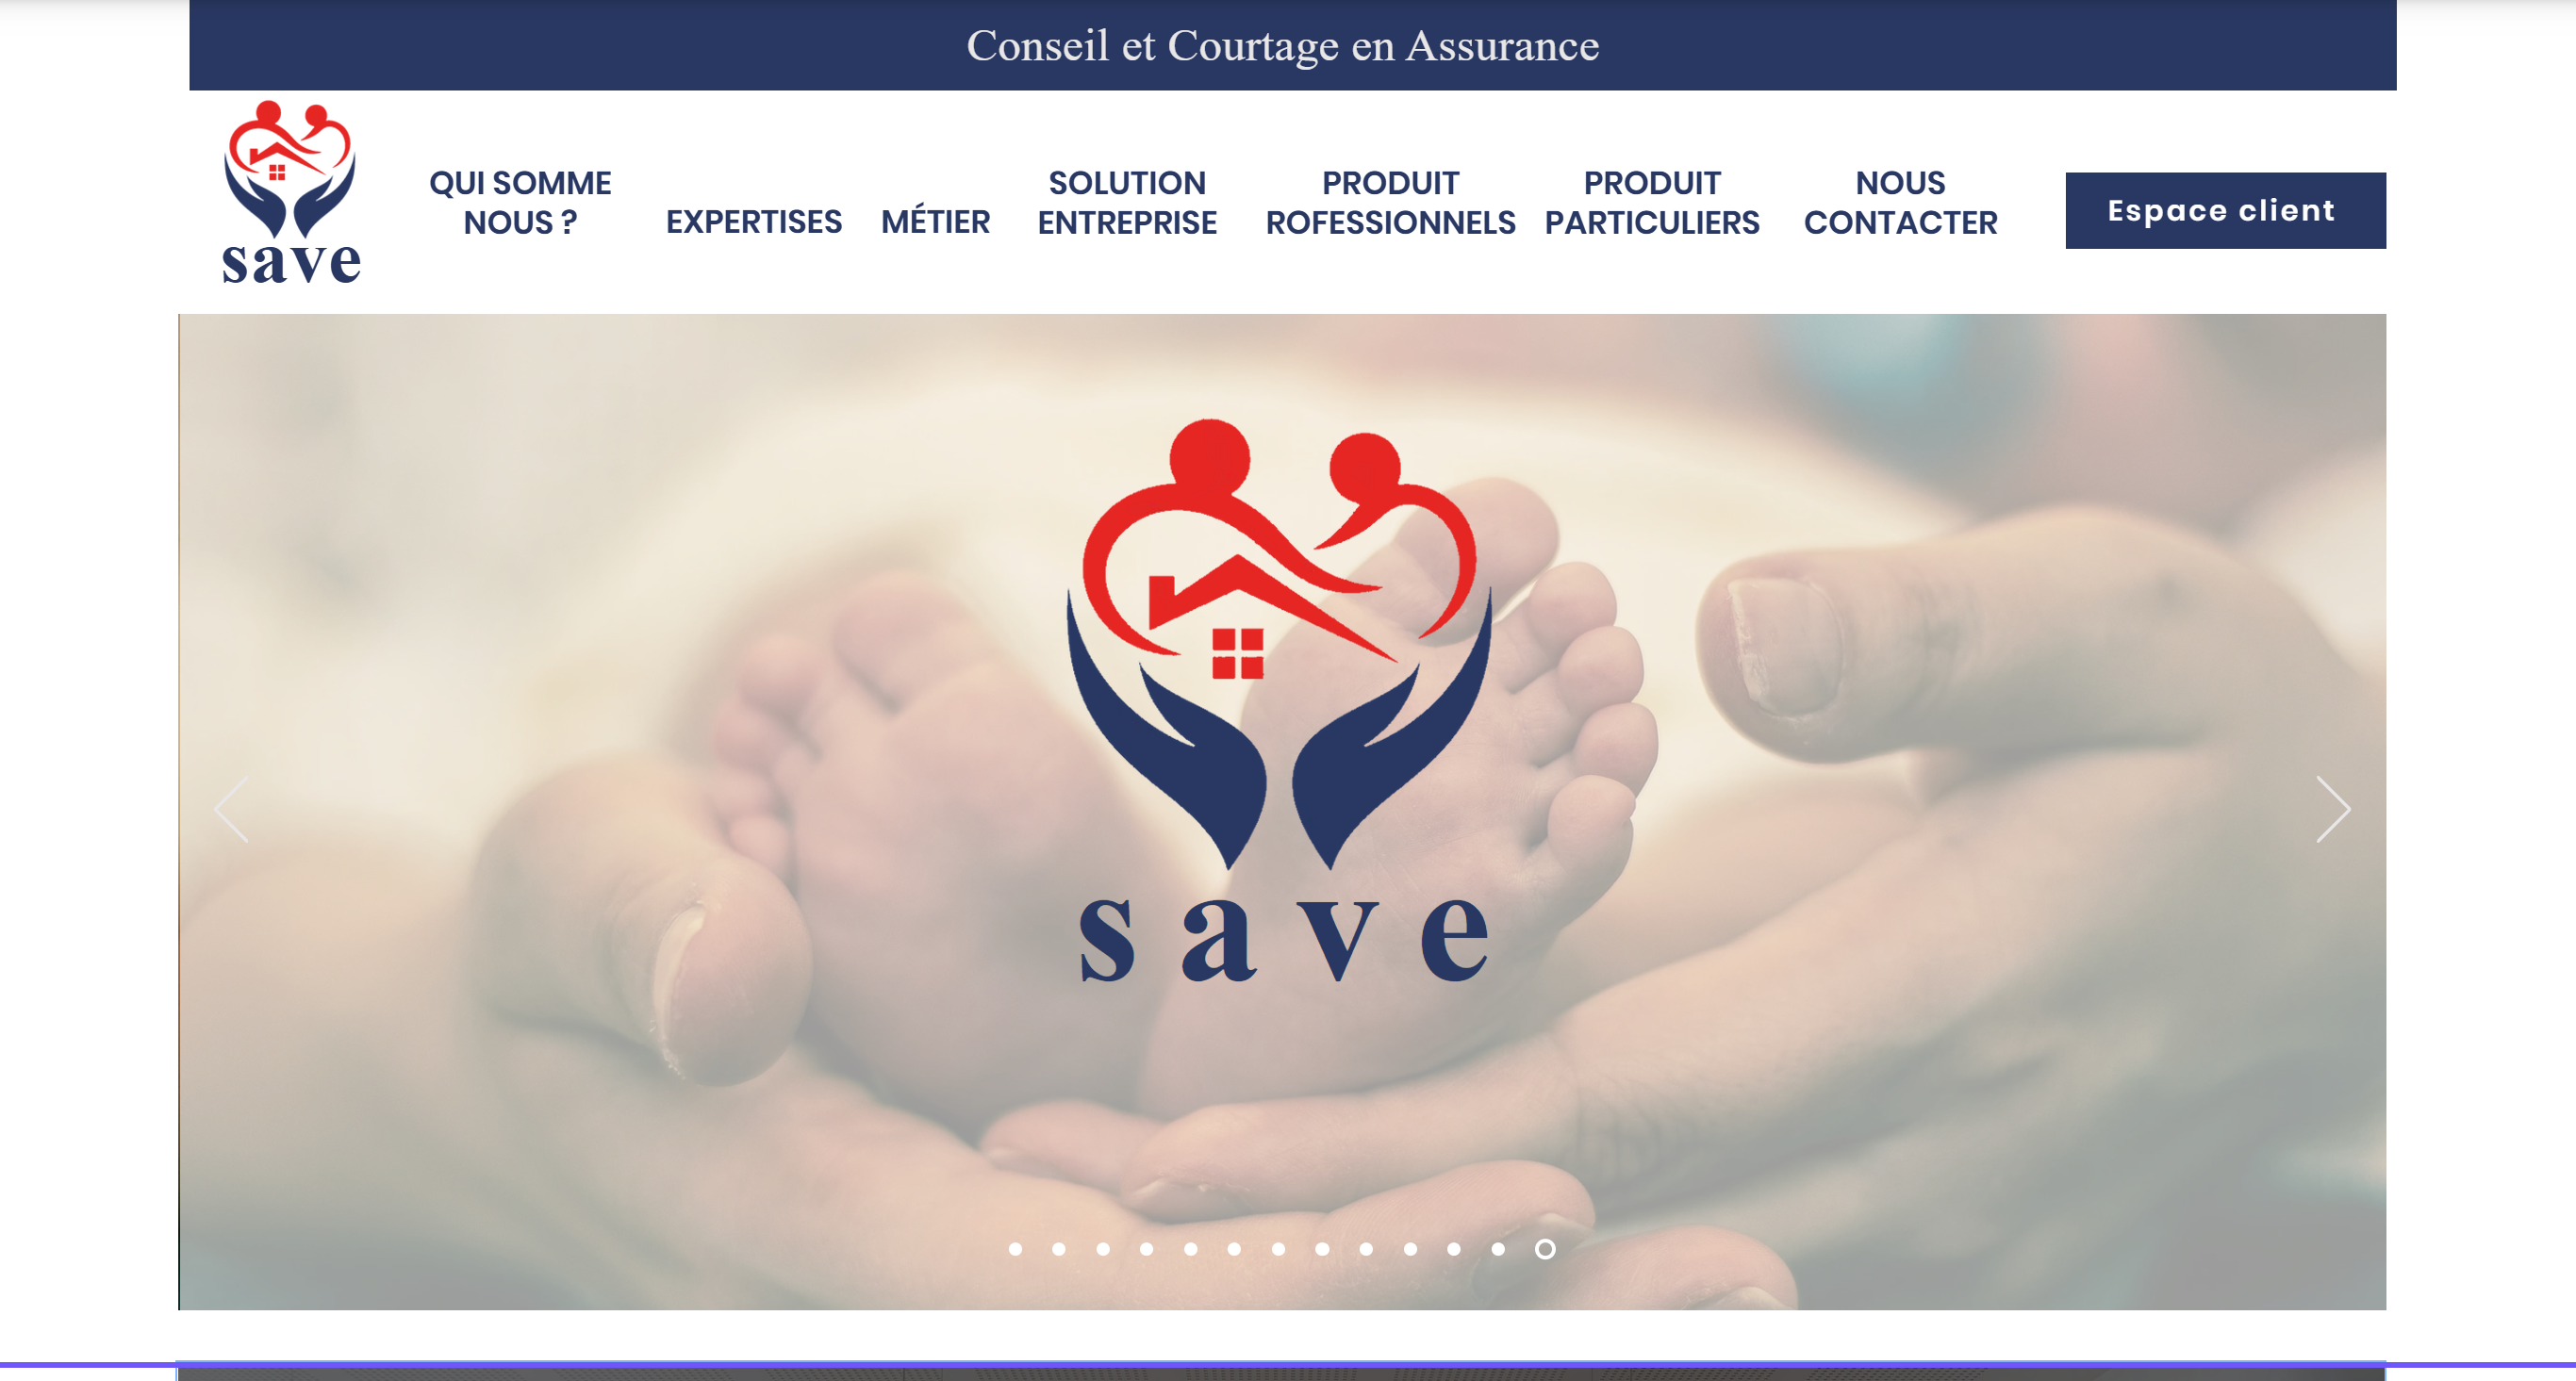 Conseil et Courtage en Assurance
save
QUI SOMME
NOUS ?
EXPERTISES
MÉTIER
SOLUTION
ENTREPRISE
PRODUIT
ROFESSIONNELS
PRODUIT
PARTICULIERS
NOUS
CONTACTER
Espace client
save